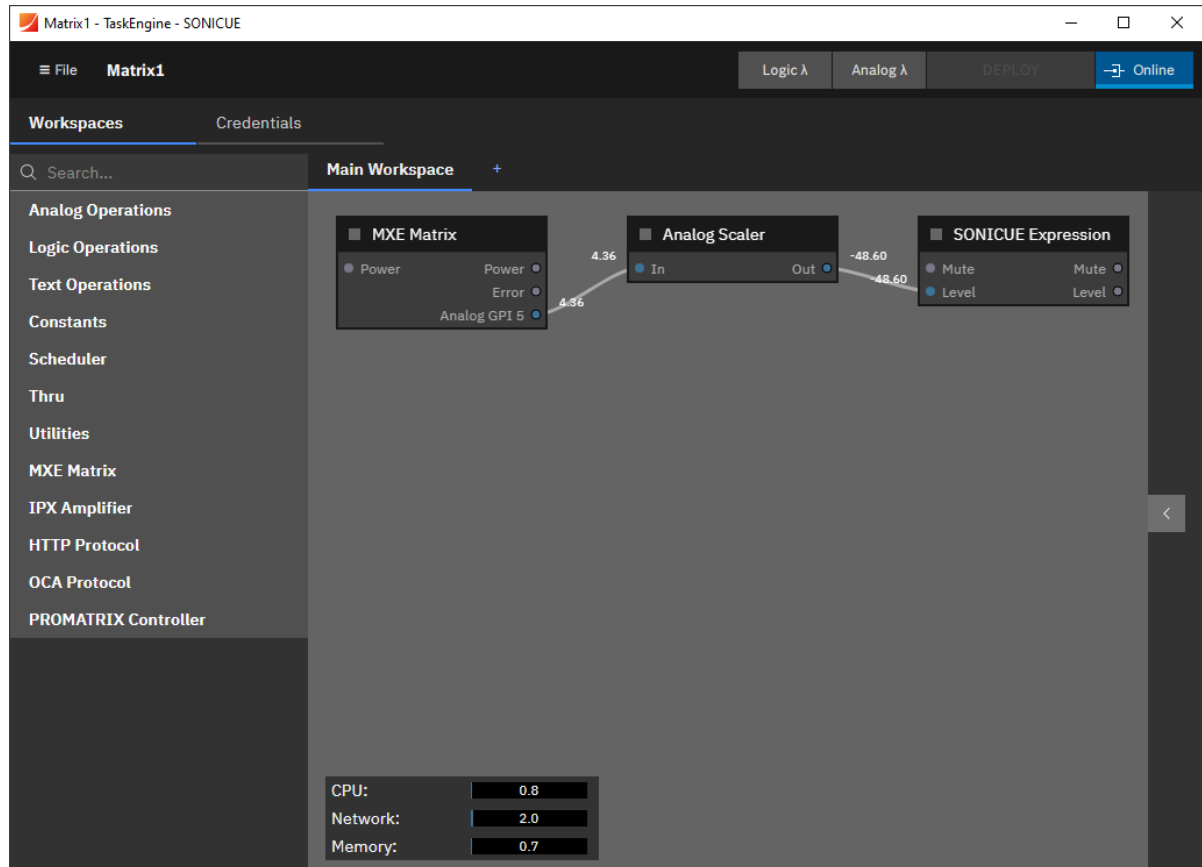 Matrix1 - TaskEngine - SONICUE
≡ File Matrix1 Logic λ Analog λ DEPLOY Online
Workspaces Credentials
Search... Main Workspace +
Analog Operations
Logic Operations
Text Operations
Constants
Scheduler
Thru
Utilities
MXE Matrix
IPX Amplifier
HTTP Protocol
OCA Protocol
PROMATRIX Controller
MXE Matrix
Power Power
Error
Analog GPI 5
4.36
4.36
Analog Scaler
In Out
-48.60
-48.60
SONICUE Expression
Mute Mute
Level Level
CPU: 0.8
Network: 2.0
Memory: 0.7